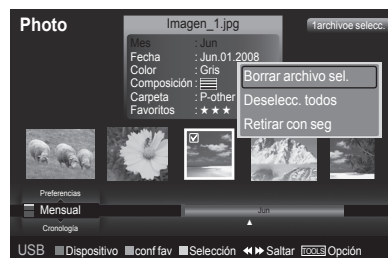 Photo
Imagen_1.jpg
1archivoe selecc.
Mes : Jun
Fecha : Jun.01.2008
Color : Gris
Composición :
Carpeta : P-other
Favoritos : ★★★
Borrar archivo sel.
Deselecc. todos
Retirar con seg
Preferencias
Mensual
Cronología
Jun
USB Dispositivo conf fav Selección Saltar TOOLS Opción